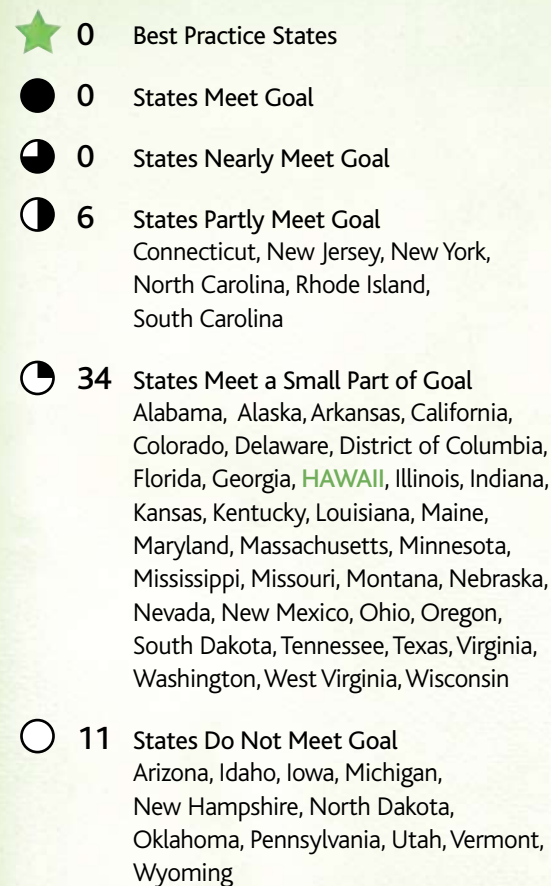 0 Best Practice States
0 States Meet Goal
0 States Nearly Meet Goal
6 States Partly Meet Goal
Connecticut, New Jersey, New York,
North Carolina, Rhode Island,
South Carolina
34 States Meet a Small Part of Goal
Alabama, Alaska, Arkansas, California,
Colorado, Delaware, District of Columbia,
Florida, Georgia, HAWAII, Illinois, Indiana,
Kansas, Kentucky, Louisiana, Maine,
Maryland, Massachusetts, Minnesota,
Mississippi, Missouri, Montana, Nebraska,
Nevada, New Mexico, Ohio, Oregon,
South Dakota, Tennessee, Texas, Virginia,
Washington, West Virginia, Wisconsin
11 States Do Not Meet Goal
Arizona, Idaho, Iowa, Michigan,
New Hampshire, North Dakota,
Oklahoma, Pennsylvania, Utah, Vermont,
Wyoming